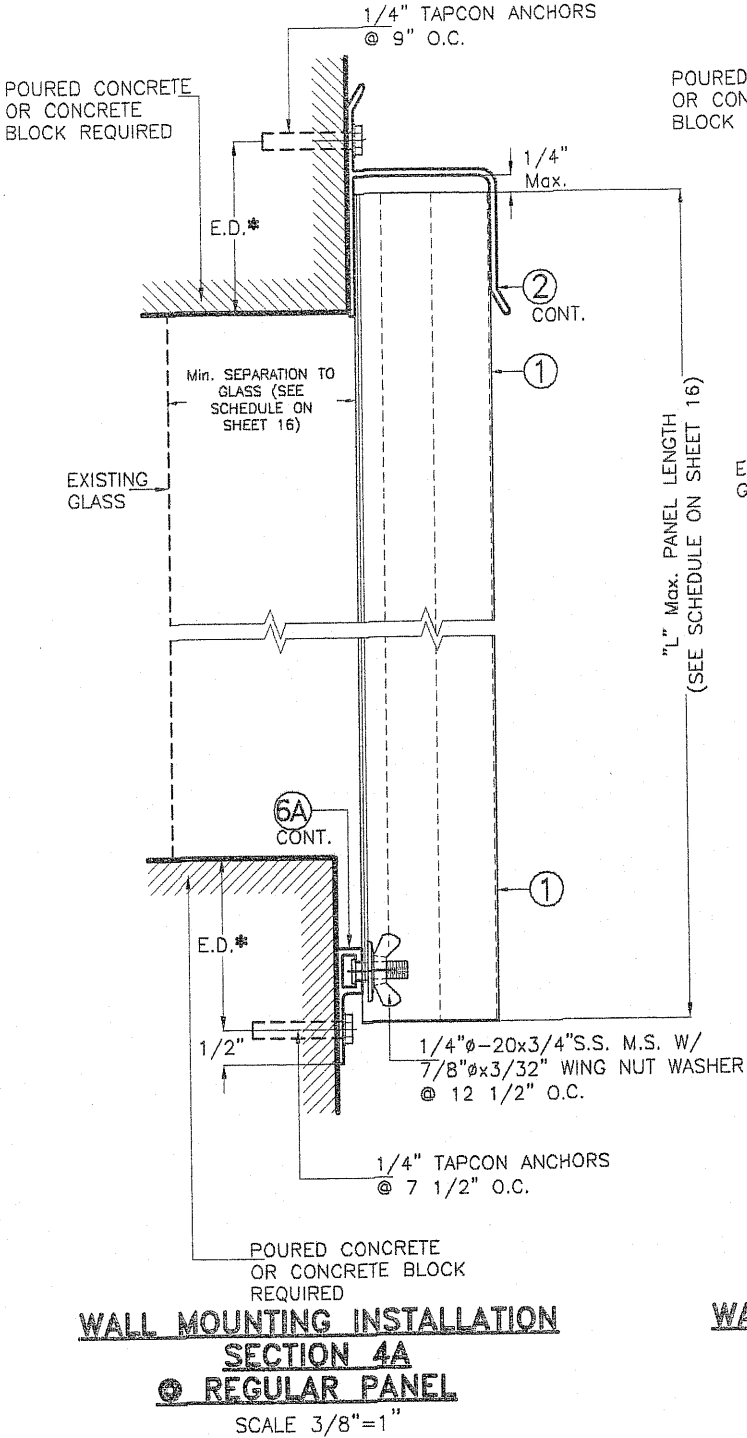 1/4" TAPCON ANCHORS
@ 9" O.C.
POURED CONCRETE
OR CONCRETE
BLOCK REQUIRED
POURED
OR CON
BLOCK
1/4"
Max.
E.D.*
2
CONT.
1
Min. SEPARATION TO
GLASS (SEE
SCHEDULE ON
SHEET 16)
EXISTING
GLASS
"L" Max. PANEL LENGTH
(SEE SCHEDULE ON SHEET 16)
E
G
6A
CONT.
1
E.D.*
1/2"
1/4"ø-20x3/4"S.S. M.S. W/
7/8"øx3/32" WING NUT WASHER
@ 12 1/2" O.C.
1/4" TAPCON ANCHORS
@ 7 1/2" O.C.
POURED CONCRETE
OR CONCRETE BLOCK
REQUIRED
WALL MOUNTING INSTALLATION
WA
SECTION 4A
@ REGULAR PANEL
SCALE 3/8"=1"